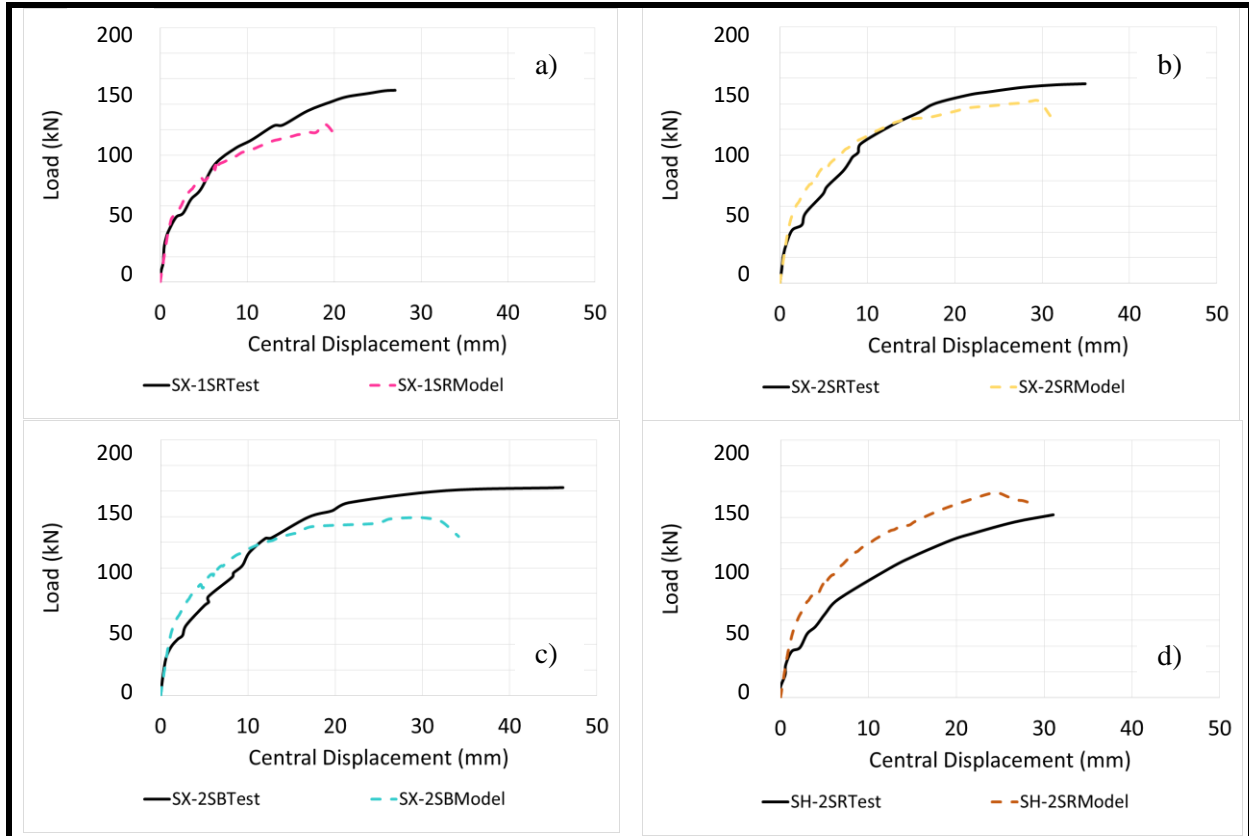 200
150
100
50
0
Load (kN)
a)
0 10 20 30 40 50
Central Displacement (mm)
SX-1SRTest SX-1SRModel
200
150
100
50
0
Load (kN)
b)
0 10 20 30 40 50
Central Displacement (mm)
SX-2SRTest SX-2SRModel
200
150
100
50
0
Load (kN)
c)
0 10 20 30 40 50
Central Displacement (mm)
SX-2SBTest SX-2SBModel
200
150
100
50
0
Load (kN)
d)
0 10 20 30 40 50
Central Displacement (mm)
SH-2SRTest SH-2SRModel